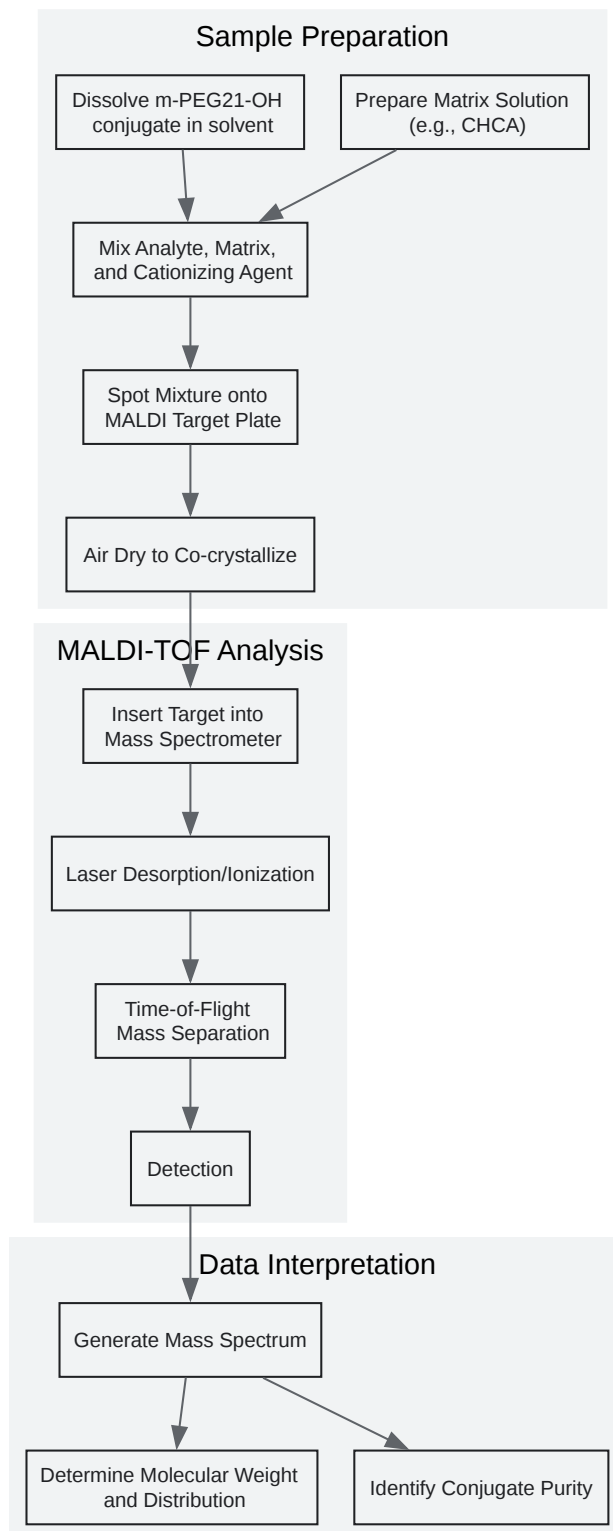 Sample Preparation
Dissolve m-PEG21-OH
conjugate in solvent
Prepare Matrix Solution
(e.g., CHCA)
Mix Analyte, Matrix,
and Cationizing Agent
Spot Mixture onto
MALDI Target Plate
Air Dry to Co-crystallize
MALDI-TOF Analysis
Insert Target into
Mass Spectrometer
Laser Desorption/Ionization
Time-of-Flight
Mass Separation
Detection
Data Interpretation
Generate Mass Spectrum
Determine Molecular Weight
and Distribution
Identify Conjugate Purity